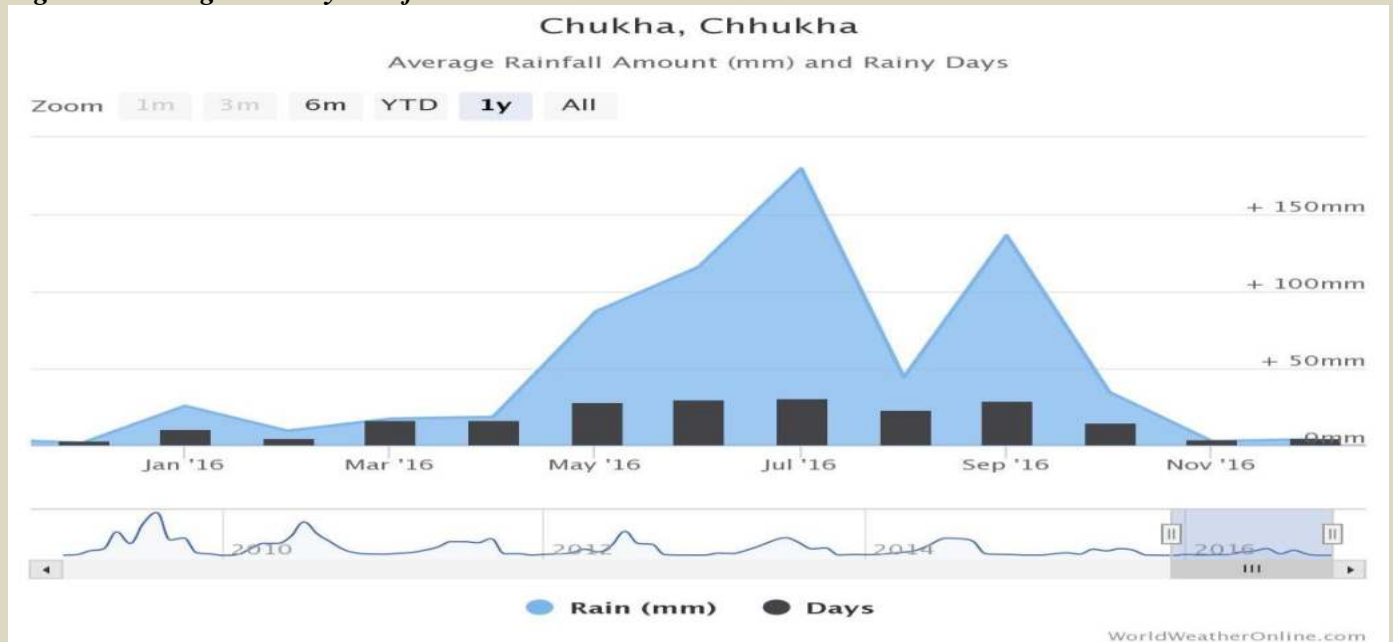 Chukha, Chhukha
Average Rainfall Amount (mm) and Rainy Days
Zoom 1m 3m 6m YTD 1y All
+ 150mm
+ 100mm
+ 50mm
0mm
Jan '16 Mar '16 May '16 Jul '16 Sep '16 Nov '16
2010 2012 2014 2016
Rain (mm) Days
WorldWeatherOnline.com